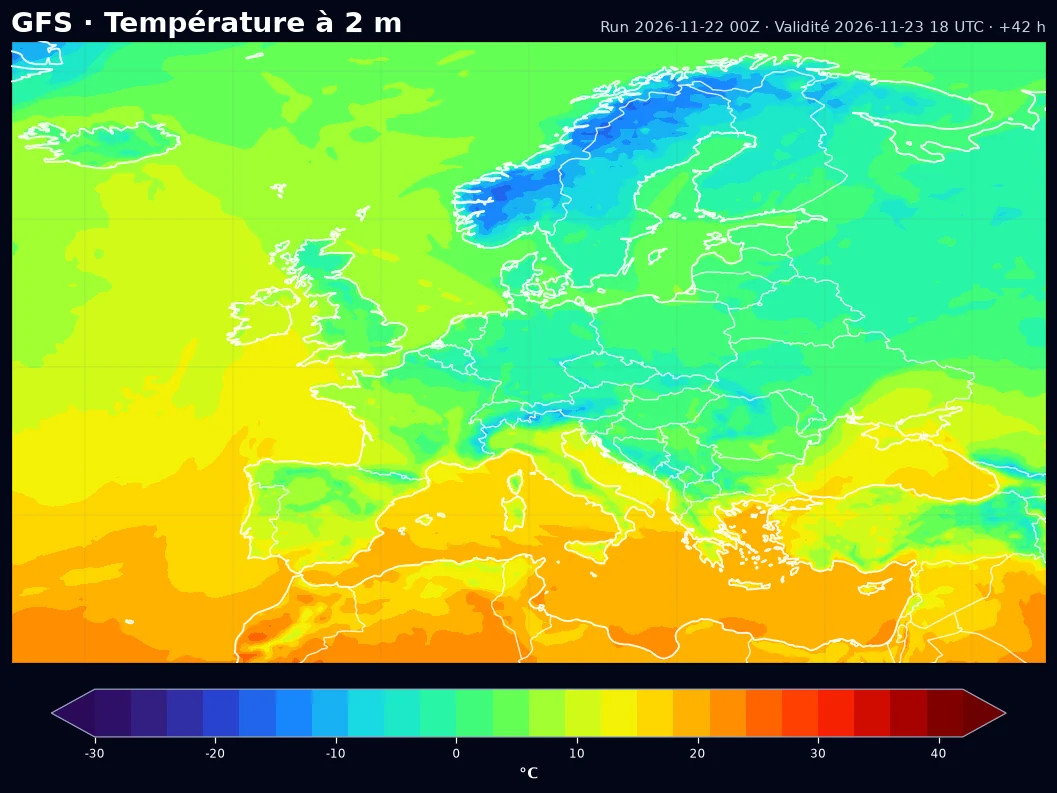 GFS · Température à 2 m
Run 2026-11-22 00Z · Validité 2026-11-23 18 UTC · +42 h
-30 -20 -10 0 10 20 30 40
°C